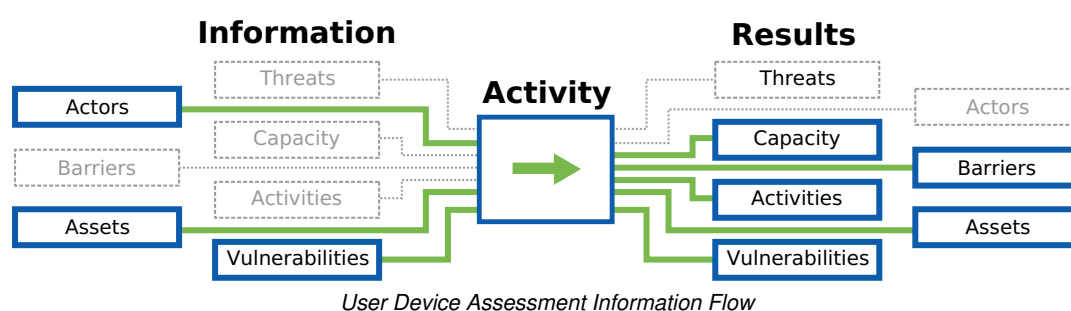 Information
Results
Threats
Threats
Activity
Actors
Actors
Capacity
Capacity
Barriers
Barriers
Activities
Activities
Assets
Assets
Vulnerabilities
Vulnerabilities
User Device Assessment Information Flow